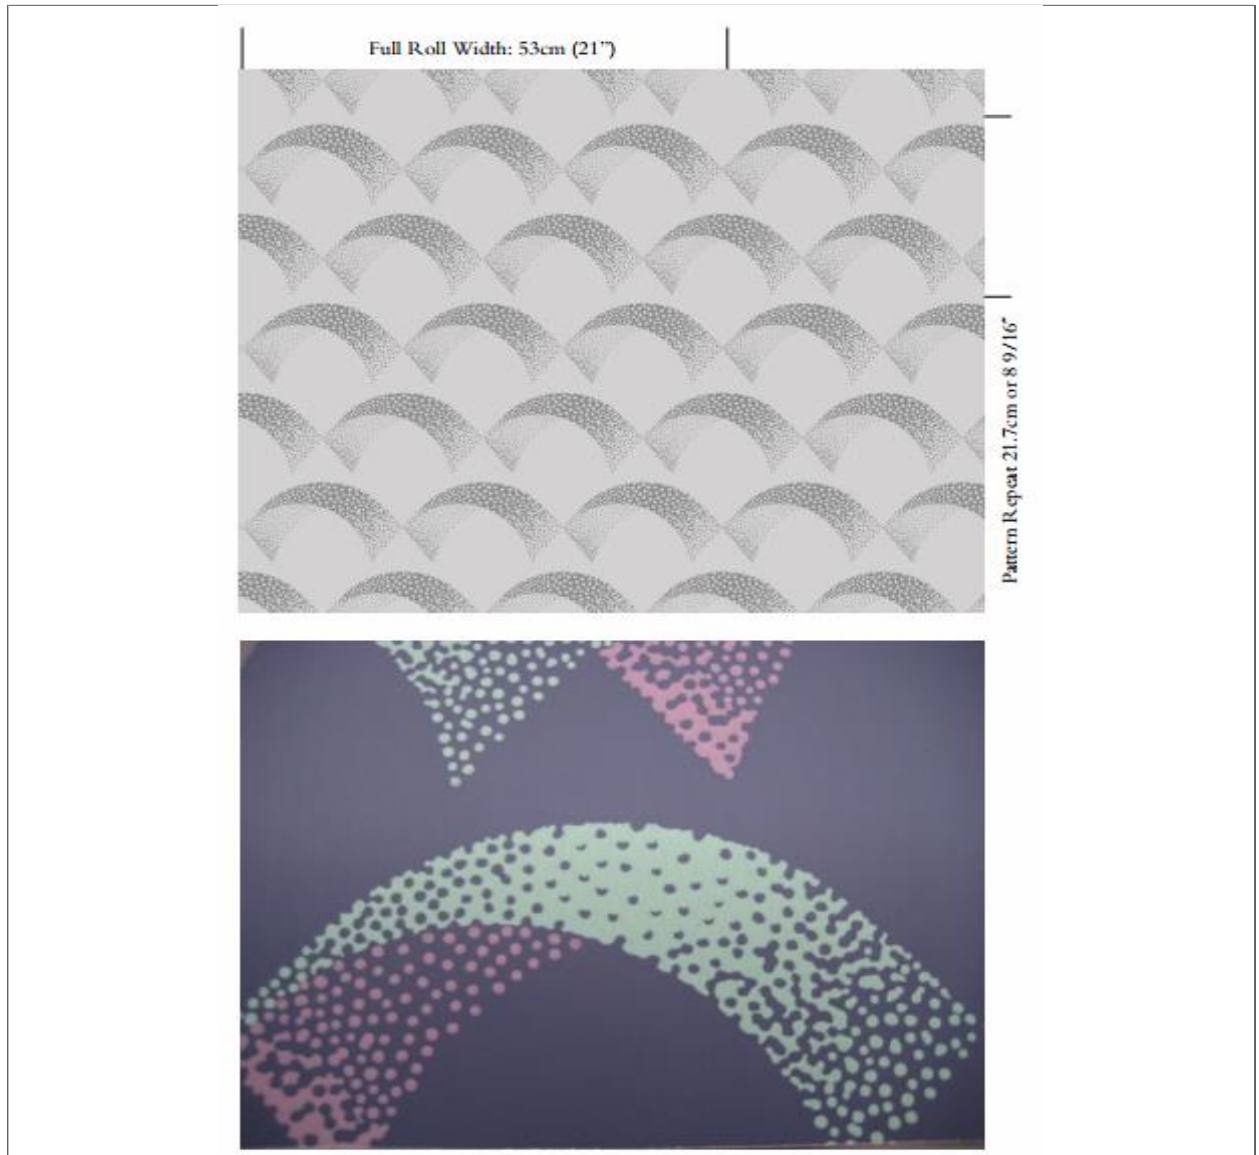 Full Roll Width: 53cm (21”)
Pattern Repeat 21.7cm or 8 9/16”